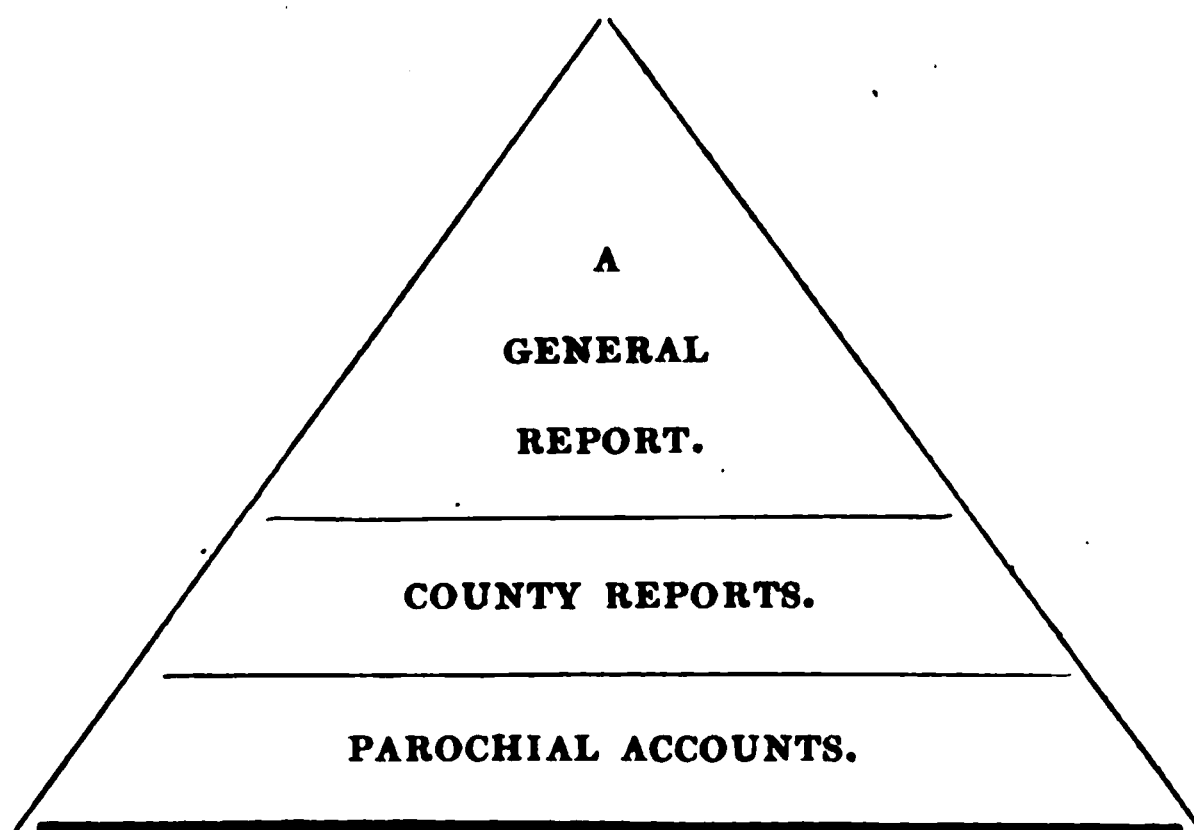 A
GENERAL
REPORT.
COUNTY REPORTS.
PAROCHIAL ACCOUNTS.